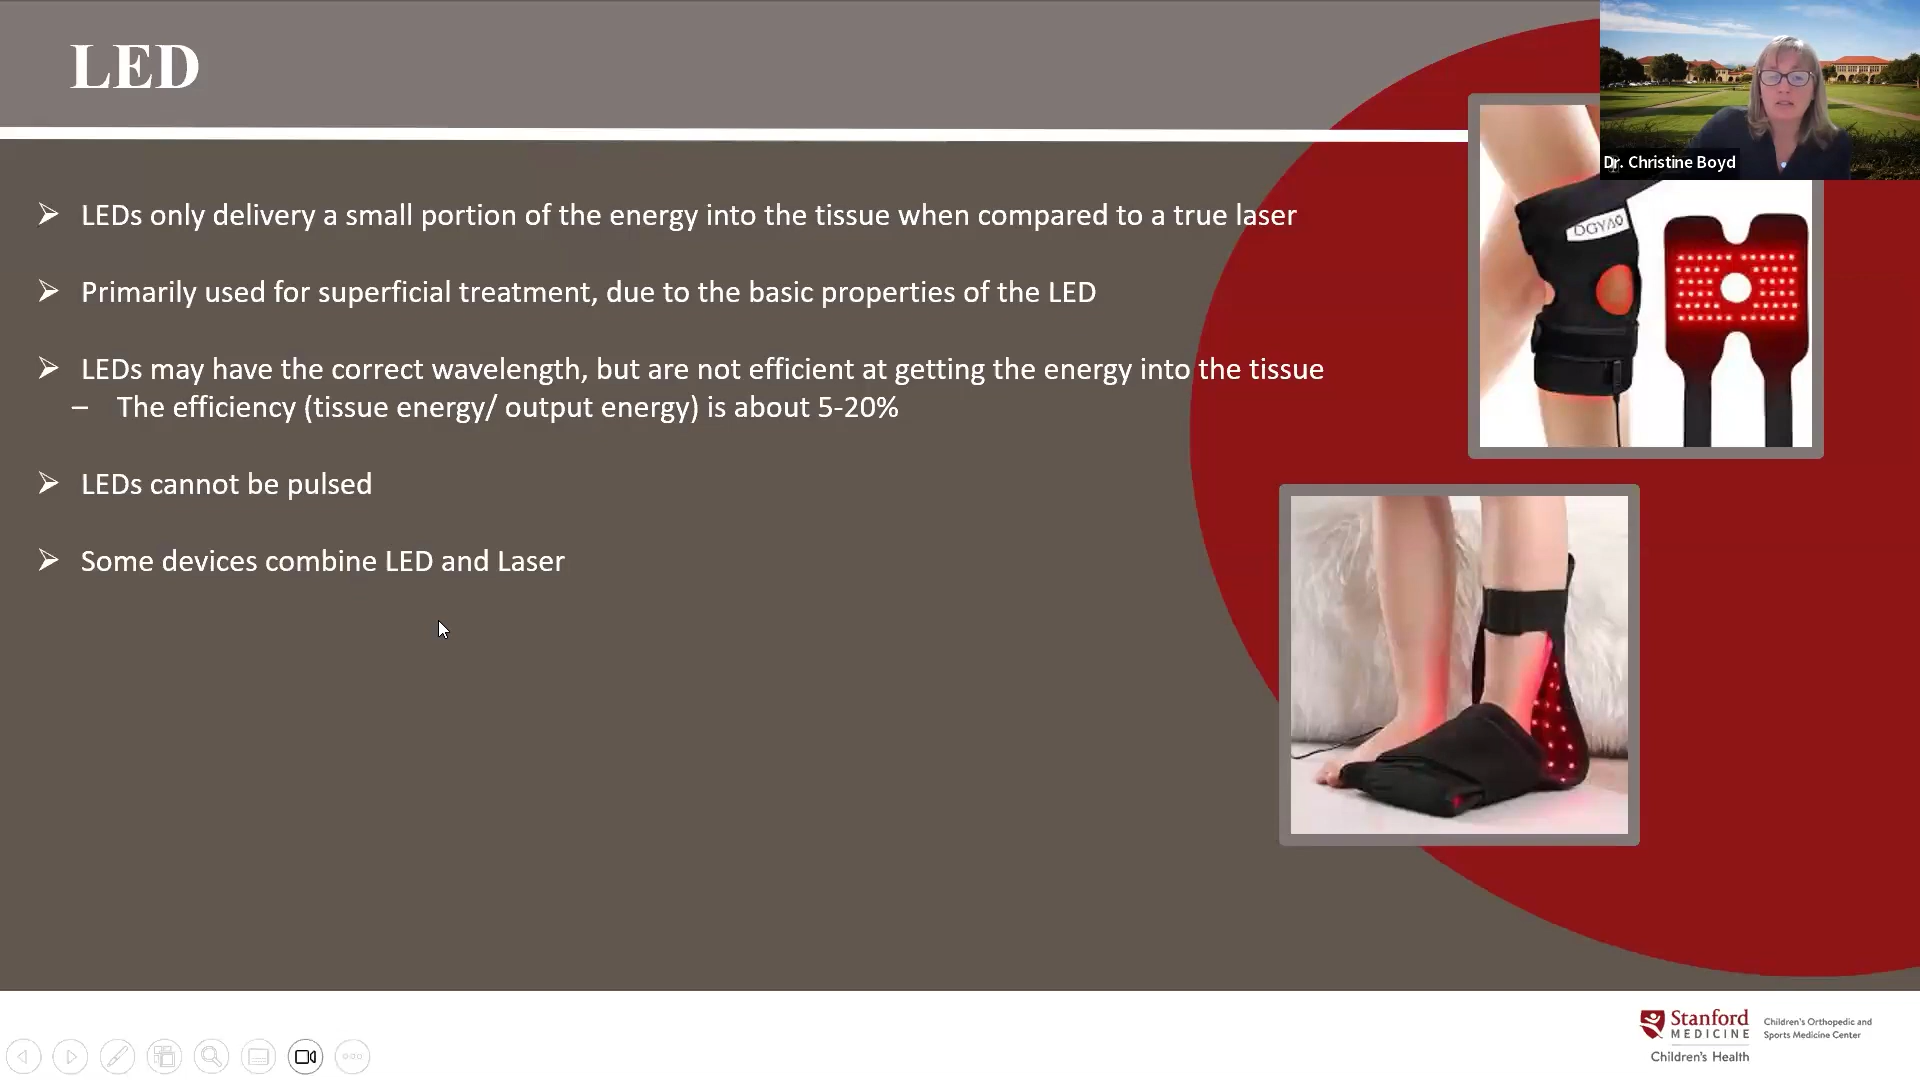 LED
Dr. Christine Boyd
LEDs only delivery a small portion of the energy into the tissue when compared to a true laser
Primarily used for superficial treatment, due to the basic properties of the LED
LEDs may have the correct wavelength, but are not efficient at getting the energy into the tissue
– The efficiency (tissue energy/ output energy) is about 5-20%
LEDs cannot be pulsed
Some devices combine LED and Laser
DGYAO
Stanford
MEDICINE
Children's Health
Children's Orthopedic and
Sports Medicine Center